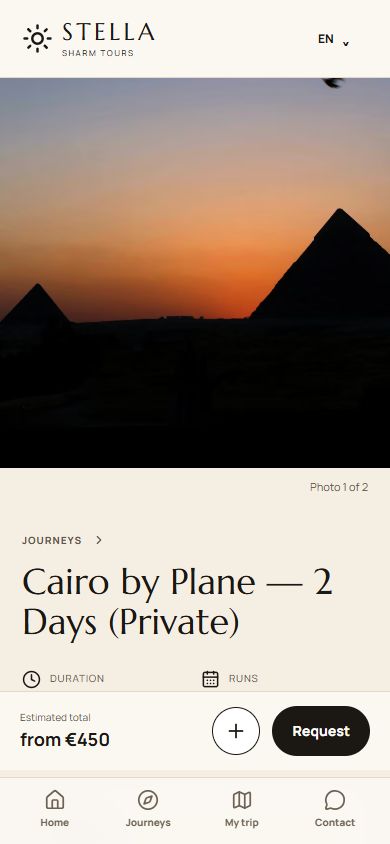 STELLA
SHARM TOURS
EN
Photo 1 of 2
JOURNEYS
Cairo by Plane — 2
Days (Private)
DURATION
RUNS
Estimated total
from €450
Request
Home
Journeys
My trip
Contact